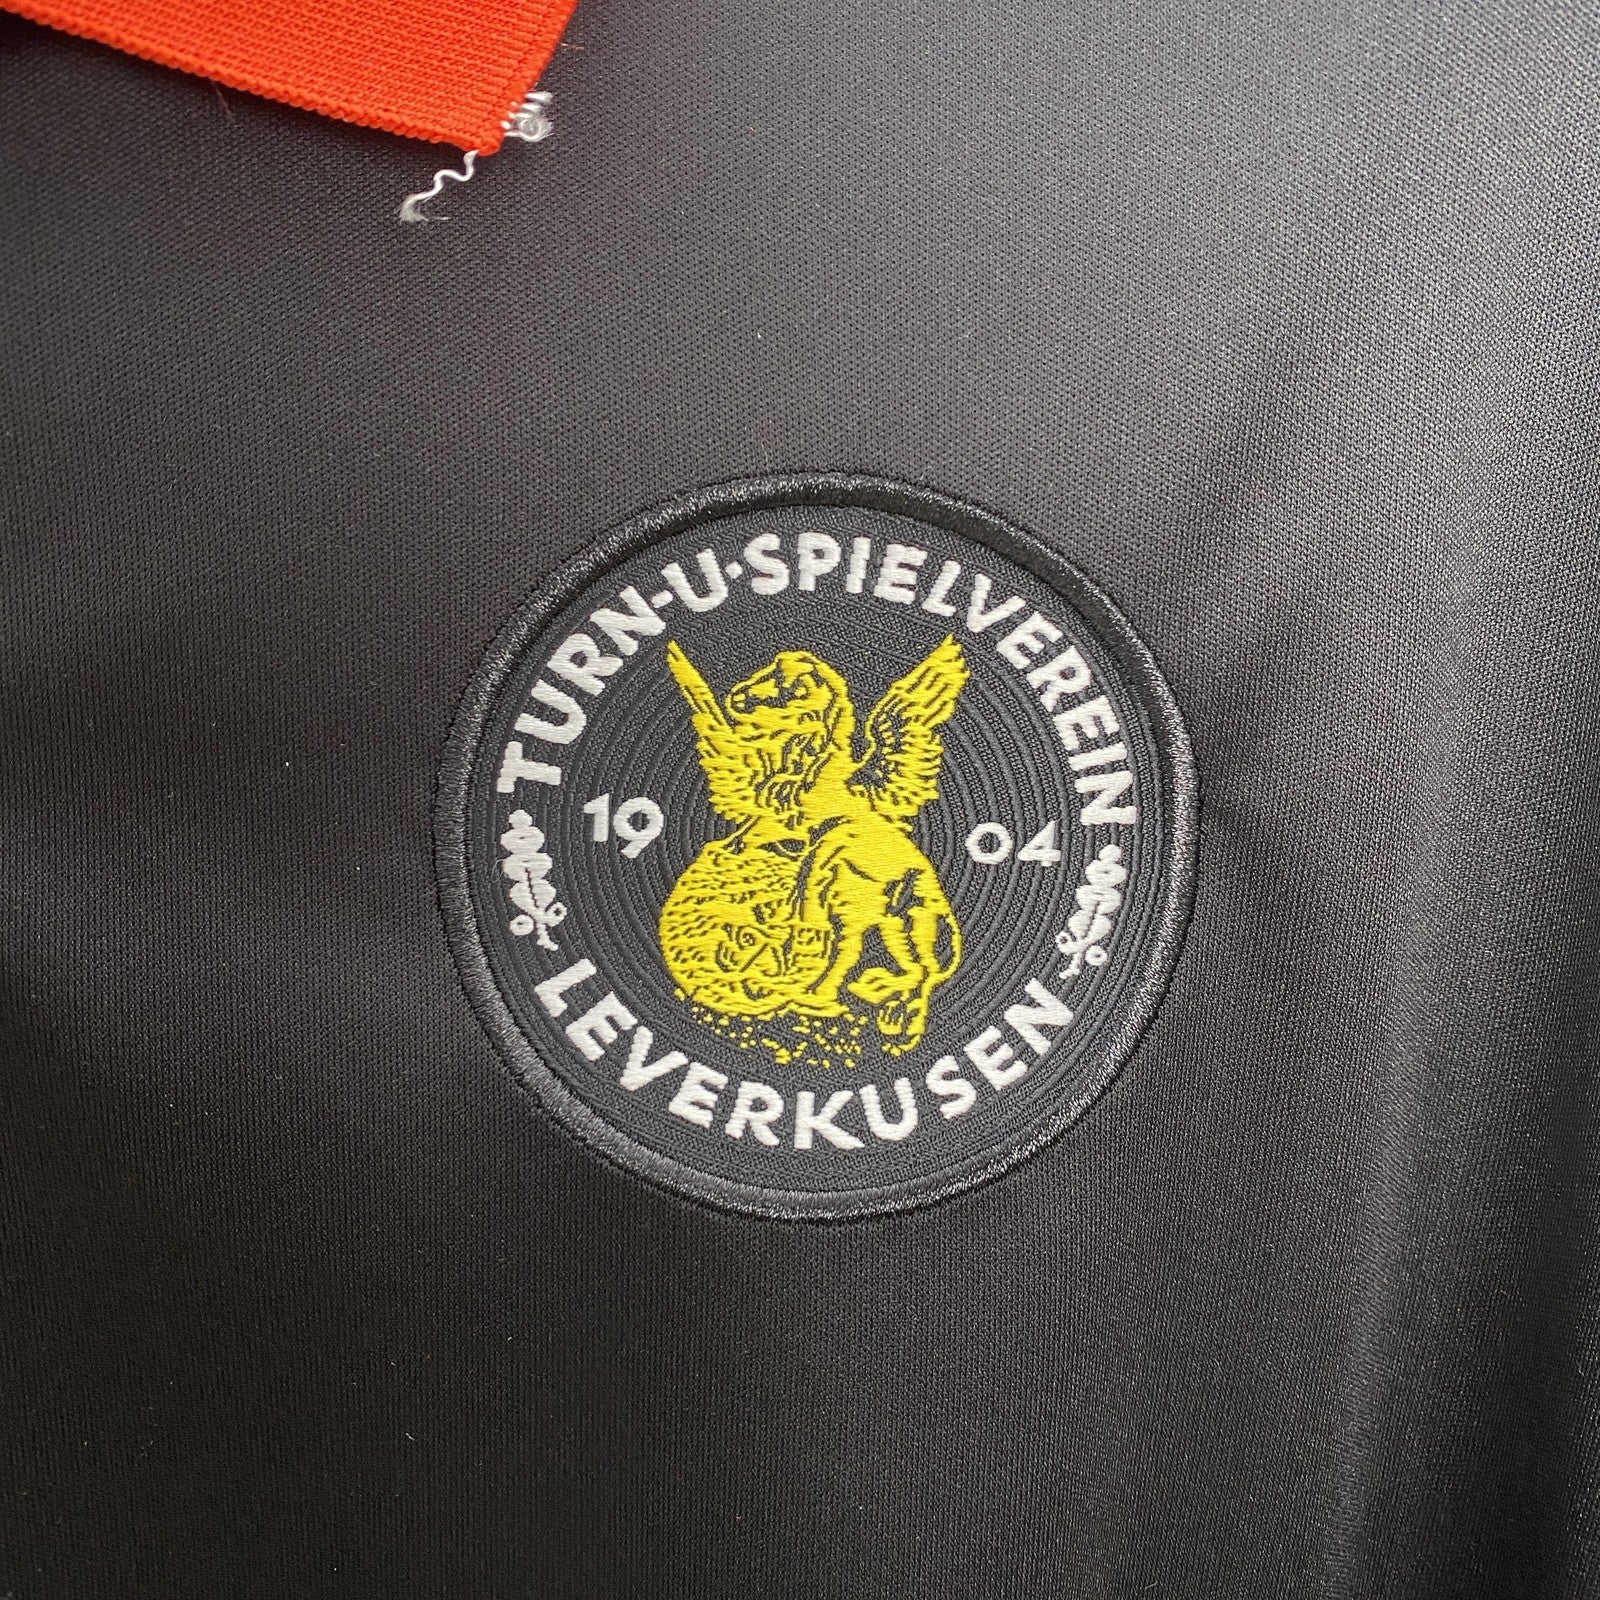 TURN-U·SPIELVEREIN
19 04
LEVERKUSEN